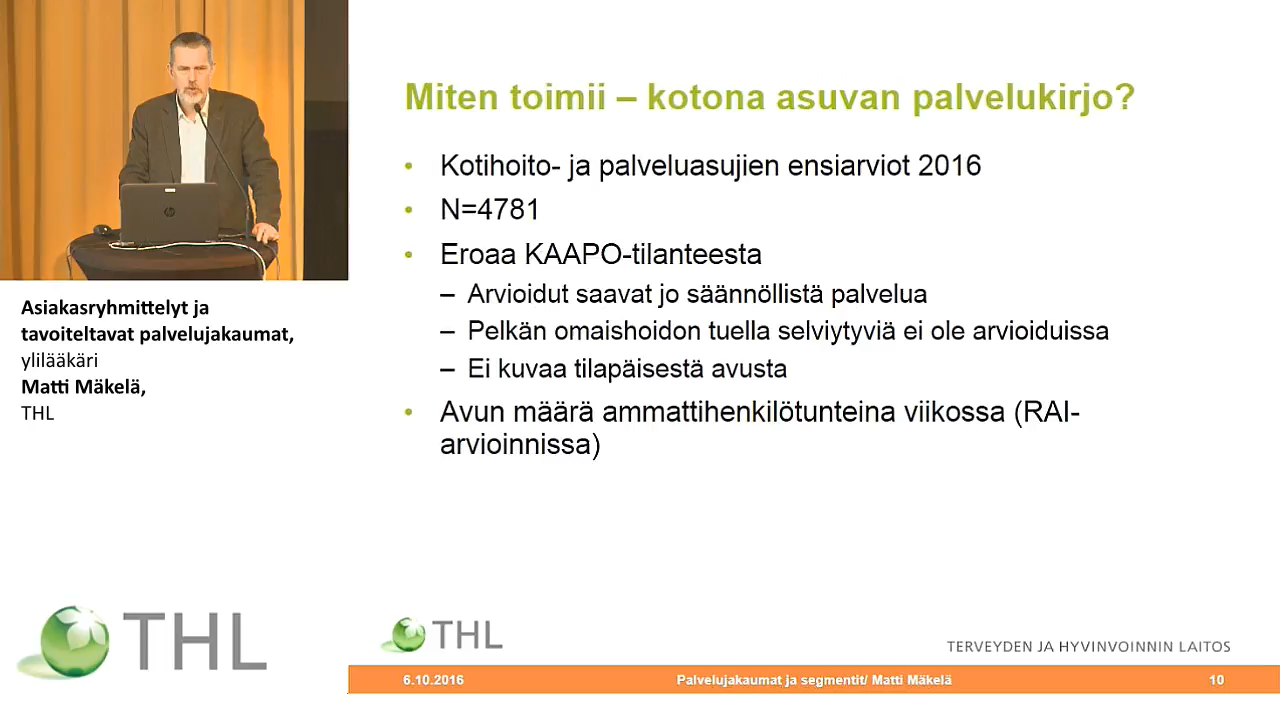 Asiakasryhmittelyt ja
tavoiteltavat palvelujakaumat,
ylilääkäri
Matti Mäkelä,
THL
THL
Miten toimii – kotona asuvan palvelukirjo?
• Kotihoito- ja palveluasujien ensiarviot 2016
• N=4781
• Eroaa KAAPO-tilanteesta
– Arvioidut saavat jo säännöllistä palvelua
– Pelkän omaishoidon tuella selviytyviä ei ole arvioiduissa
– Ei kuvaa tilapäisestä avusta
• Avun määrä ammattihenkilötunteina viikossa (RAI-
arvioinnissa)
THL
TERVEYDEN JA HYVINVOINNIN LAITOS
6.10.2016 Palvelujakaumat ja segmentit/ Matti Mäkelä 10